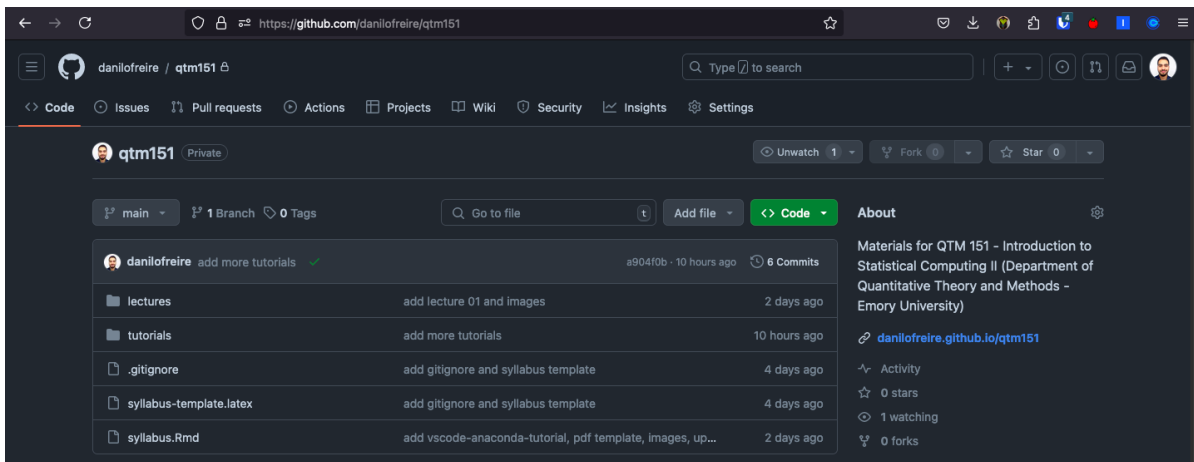 https://github.com/danilofreire/qtm151
4
danilofreire / qtm151
Type / to search
Code Issues Pull requests Actions Projects Wiki Security Insights Settings
qtm151 Private
Unwatch 1 Fork 0 Star 0
main 1 Branch 0 Tags Go to file t Add file Code
About
Materials for QTM 151 - Introduction to
Statistical Computing II (Department of
Quantitative Theory and Methods -
Emory University)
danilofreire.github.io/qtm151
Activity
0 stars
1 watching
0 forks
danilofreire add more tutorials a904f0b · 10 hours ago 6 Commits
lectures add lecture 01 and images 2 days ago
tutorials add more tutorials 10 hours ago
.gitignore add gitignore and syllabus template 4 days ago
syllabus-template.latex add gitignore and syllabus template 4 days ago
syllabus.Rmd add vscode-anaconda-tutorial, pdf template, images, up... 2 days ago